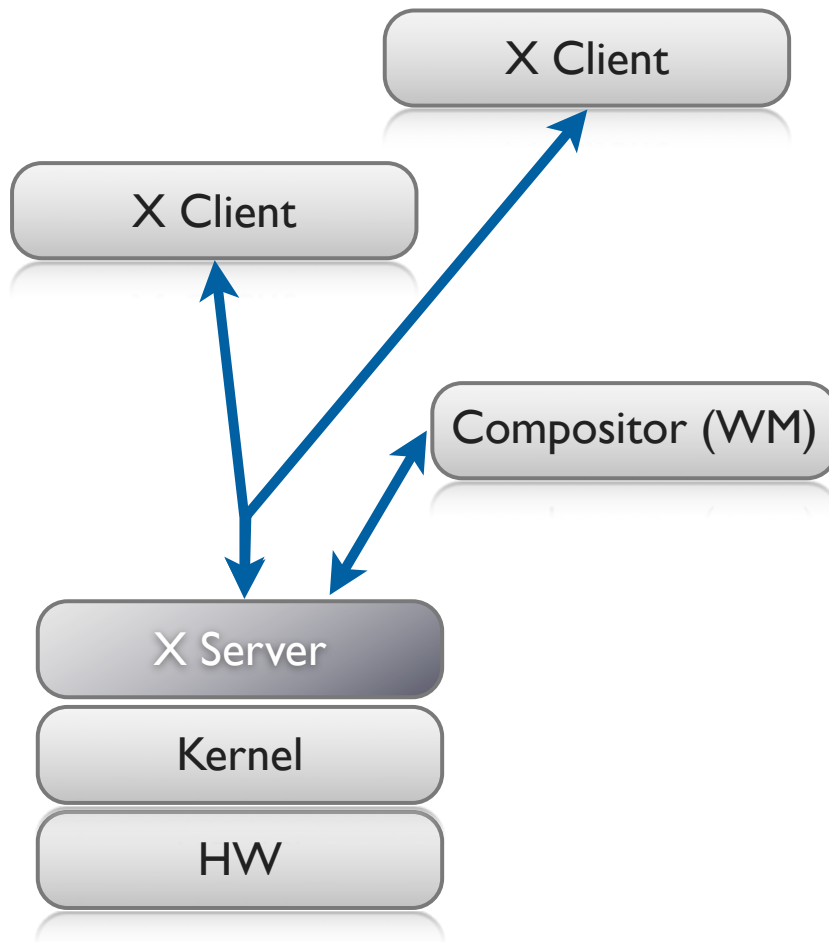 X Client
X Client
Compositor (WM)
X Server
Kernel
HW